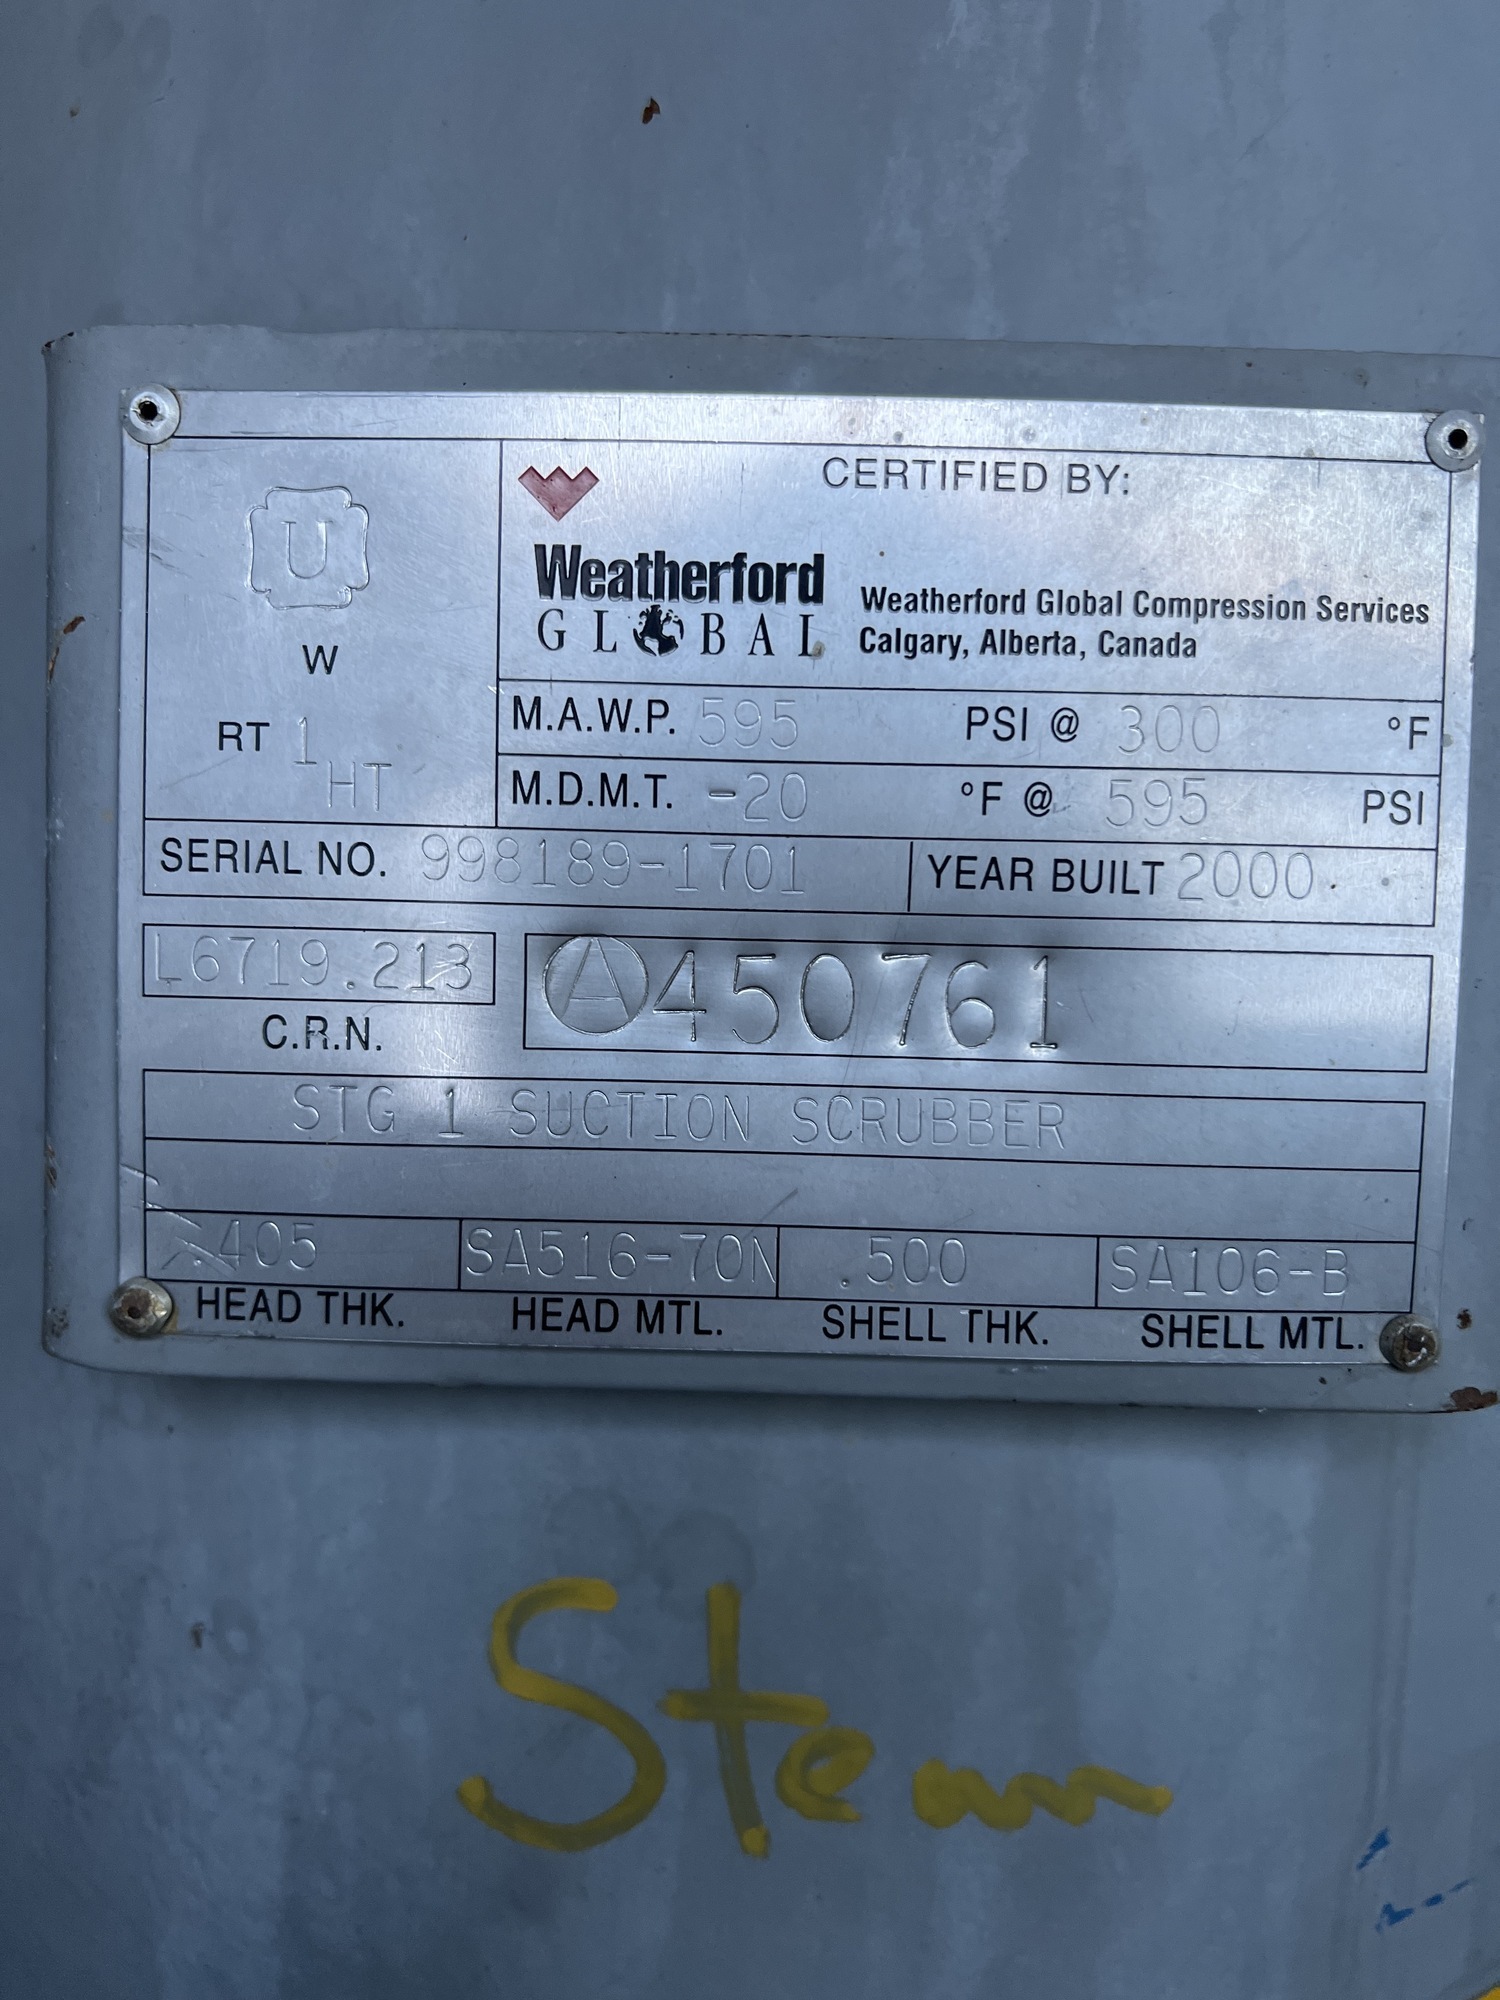 U
W
RT 1
HT
CERTIFIED BY:
Weatherford
GLOBAL
Weatherford Global Compression Services
Calgary, Alberta, Canada
M.A.W.P. 595 PSI @ 300 °F
M.D.M.T. -20 °F @ 595 PSI
SERIAL NO. 998189-1701 YEAR BUILT 2000
L6719.213
C.R.N.
A 450761
STG 1 SUCTION SCRUBBER
.405 SA516-70N .500 SA106-B
HEAD THK. HEAD MTL. SHELL THK. SHELL MTL.